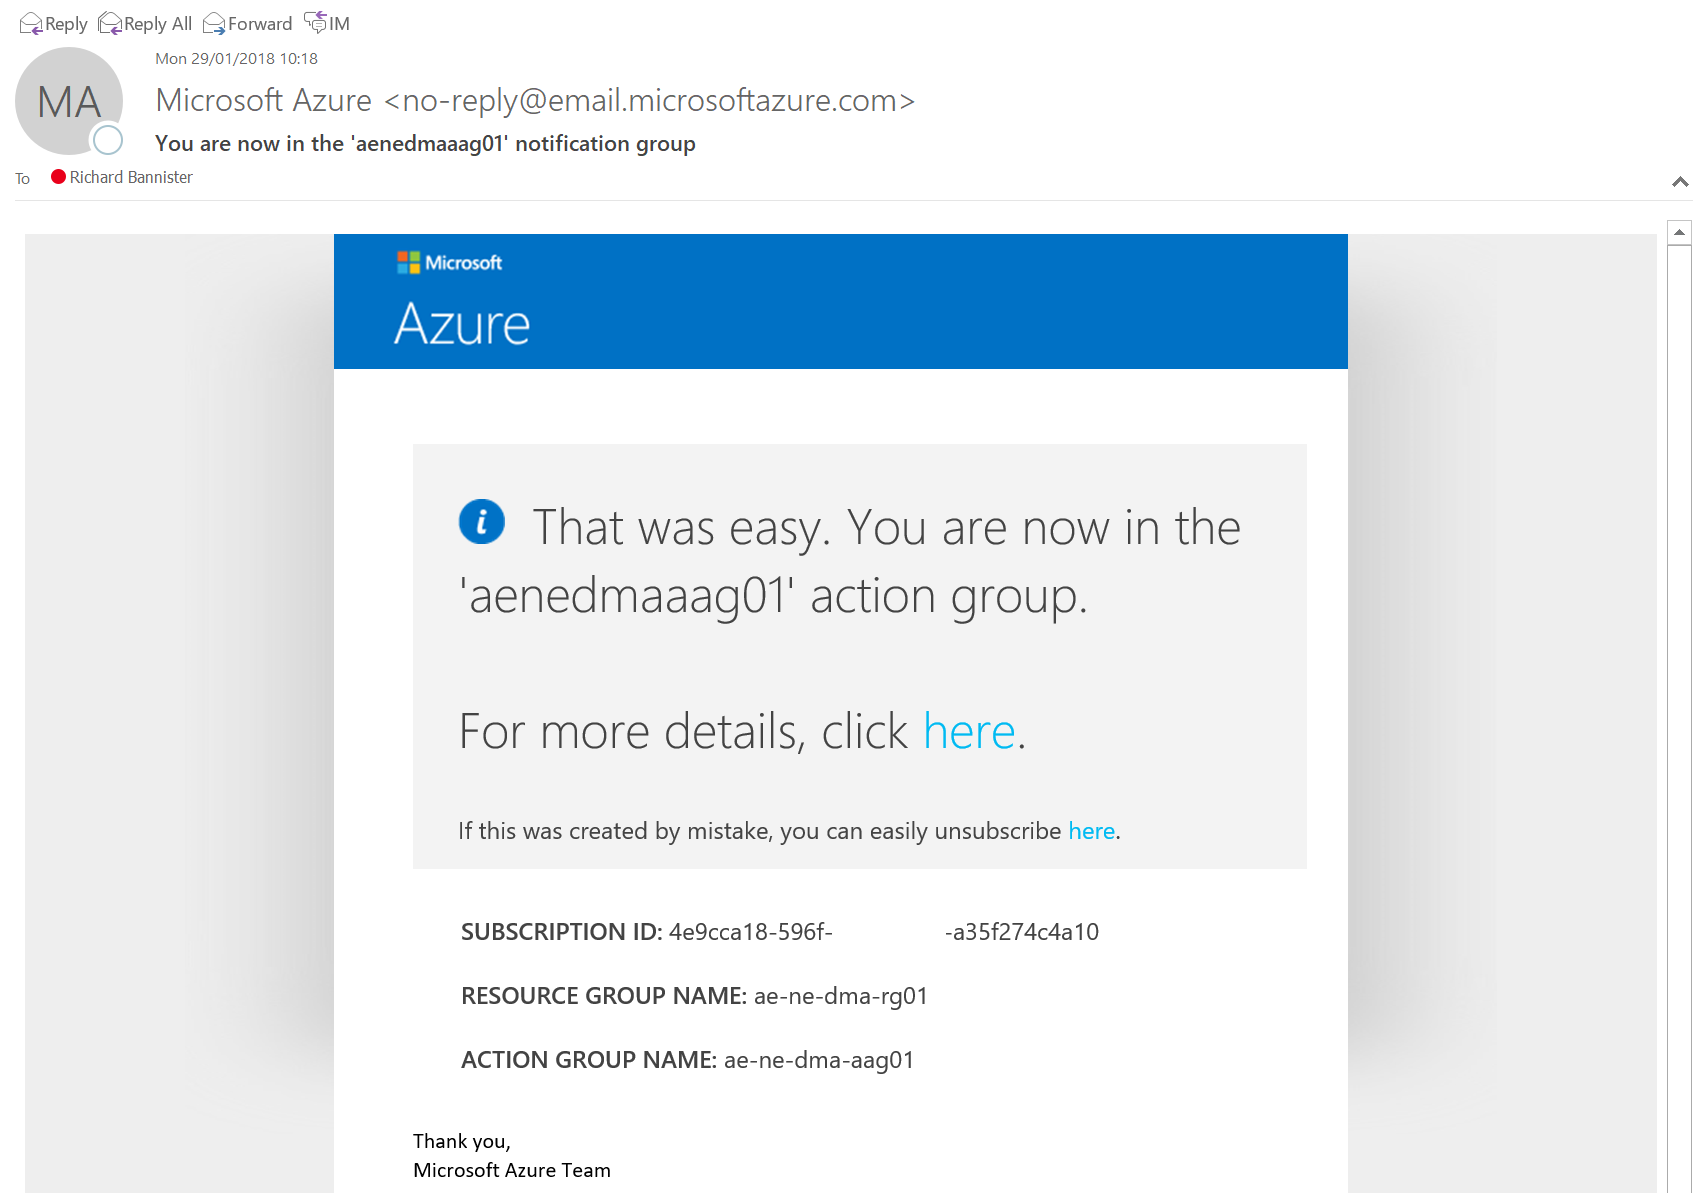 Reply Reply All Forward IM
Mon 29/01/2018 10:18
MA
Microsoft Azure <no-reply@email.microsoftazure.com>
You are now in the 'aenedmaaag01' notification group
To Richard Bannister
Microsoft
Azure
i That was easy. You are now in the
'aenedmaaag01' action group.
For more details, click here.
If this was created by mistake, you can easily unsubscribe here.
SUBSCRIPTION ID: 4e9cca18-596f- -a35f274c4a10
RESOURCE GROUP NAME: ae-ne-dma-rg01
ACTION GROUP NAME: ae-ne-dma-aag01
Thank you,
Microsoft Azure Team